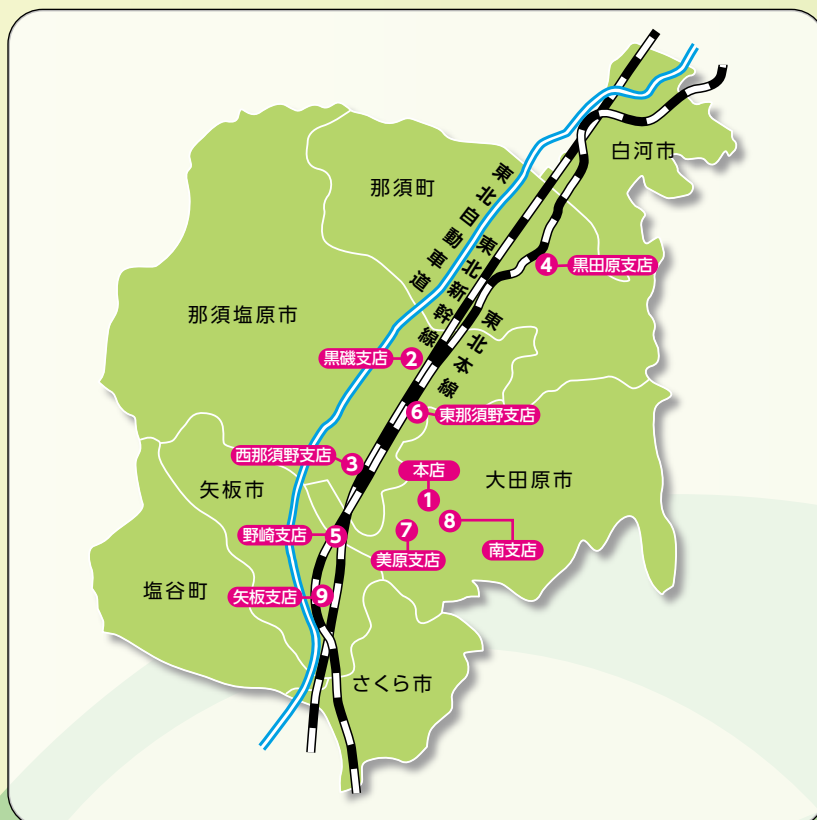 白河市
那須町
東北自動車道
東北新幹線
東北本線
4 黒田原支店
那須塩原市
黒磯支店 2
6 東那須野支店
西那須野支店 3
本店
1
大田原市
矢板市
8
南支店
野崎支店 5
7
美原支店
塩谷町
矢板支店 9
さくら市